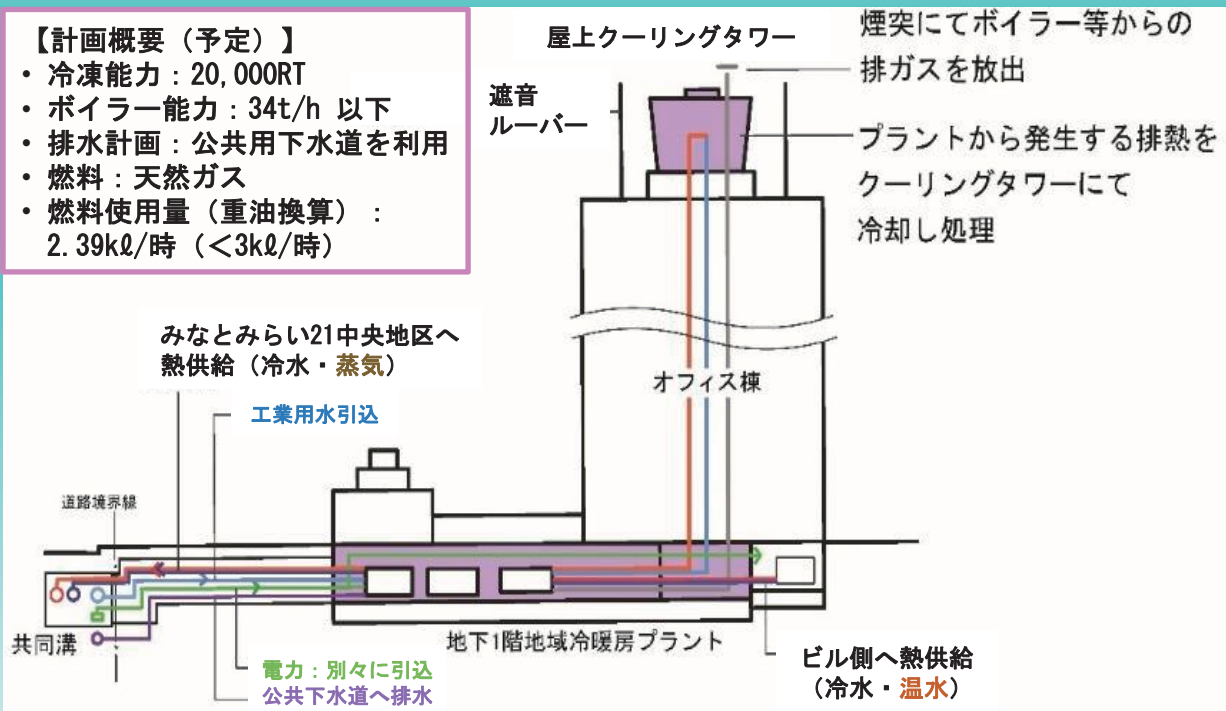 【計画概要（予定）】
・ 冷凍能力：20,000RT
・ ボイラー能力：34t/h 以下
・ 排水計画：公共用下水道を利用
・ 燃料：天然ガス
・ 燃料使用量（重油換算）：
2.39kℓ/時（＜3kℓ/時）
屋上クーリングタワー
煙突にてボイラー等からの
排ガスを放出
遮音
ルーバー
プラントから発生する排熱を
クーリングタワーにて
冷却し処理
みなとみらい21中央地区へ
熱供給（冷水・蒸気）
オフィス棟
工業用水引込
道路境界線
共同溝
地下1階地域冷暖房プラント
電力：別々に引込
公共下水道へ排水
ビル側へ熱供給
（冷水・温水）